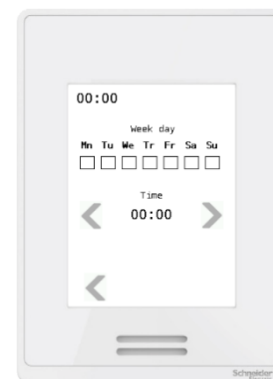 00:00
Week day
Mn Tu We Tr Fr Sa Su
Time
00:00
Schneider